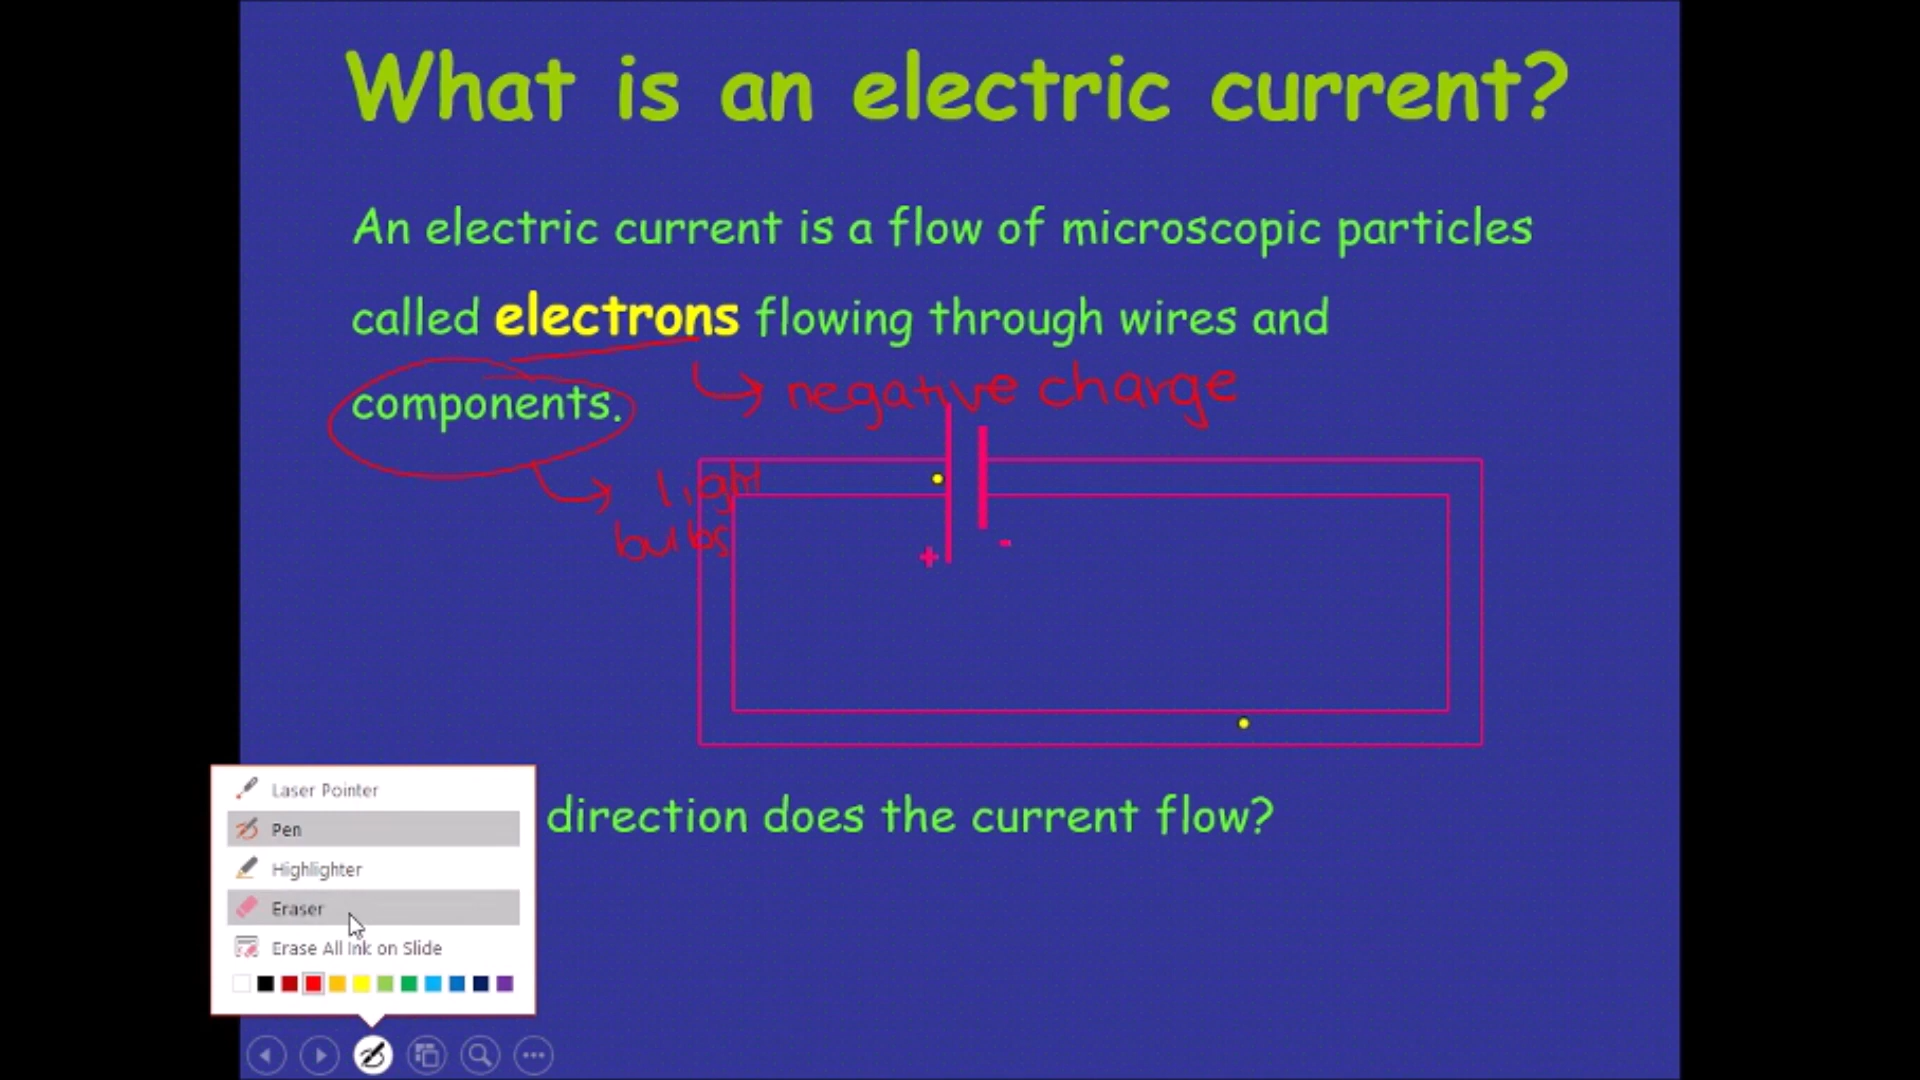 What is an electric current?
An electric current is a flow of microscopic particles
called electrons flowing through wires and
negative charge
components.
light
bulbs
+ -
direction does the current flow?
Laser Pointer
Pen
Highlighter
Eraser
Erase All Ink on Slide